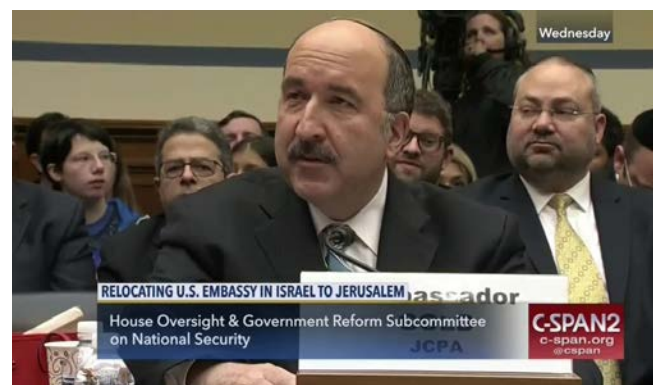 Wednesday
RELOCATING U.S. EMBASSY IN ISRAEL TO JERUSALEM
House Oversight & Government Reform Subcommittee
on National Security
JCPA
C-SPAN2
c-span.org
@cspan